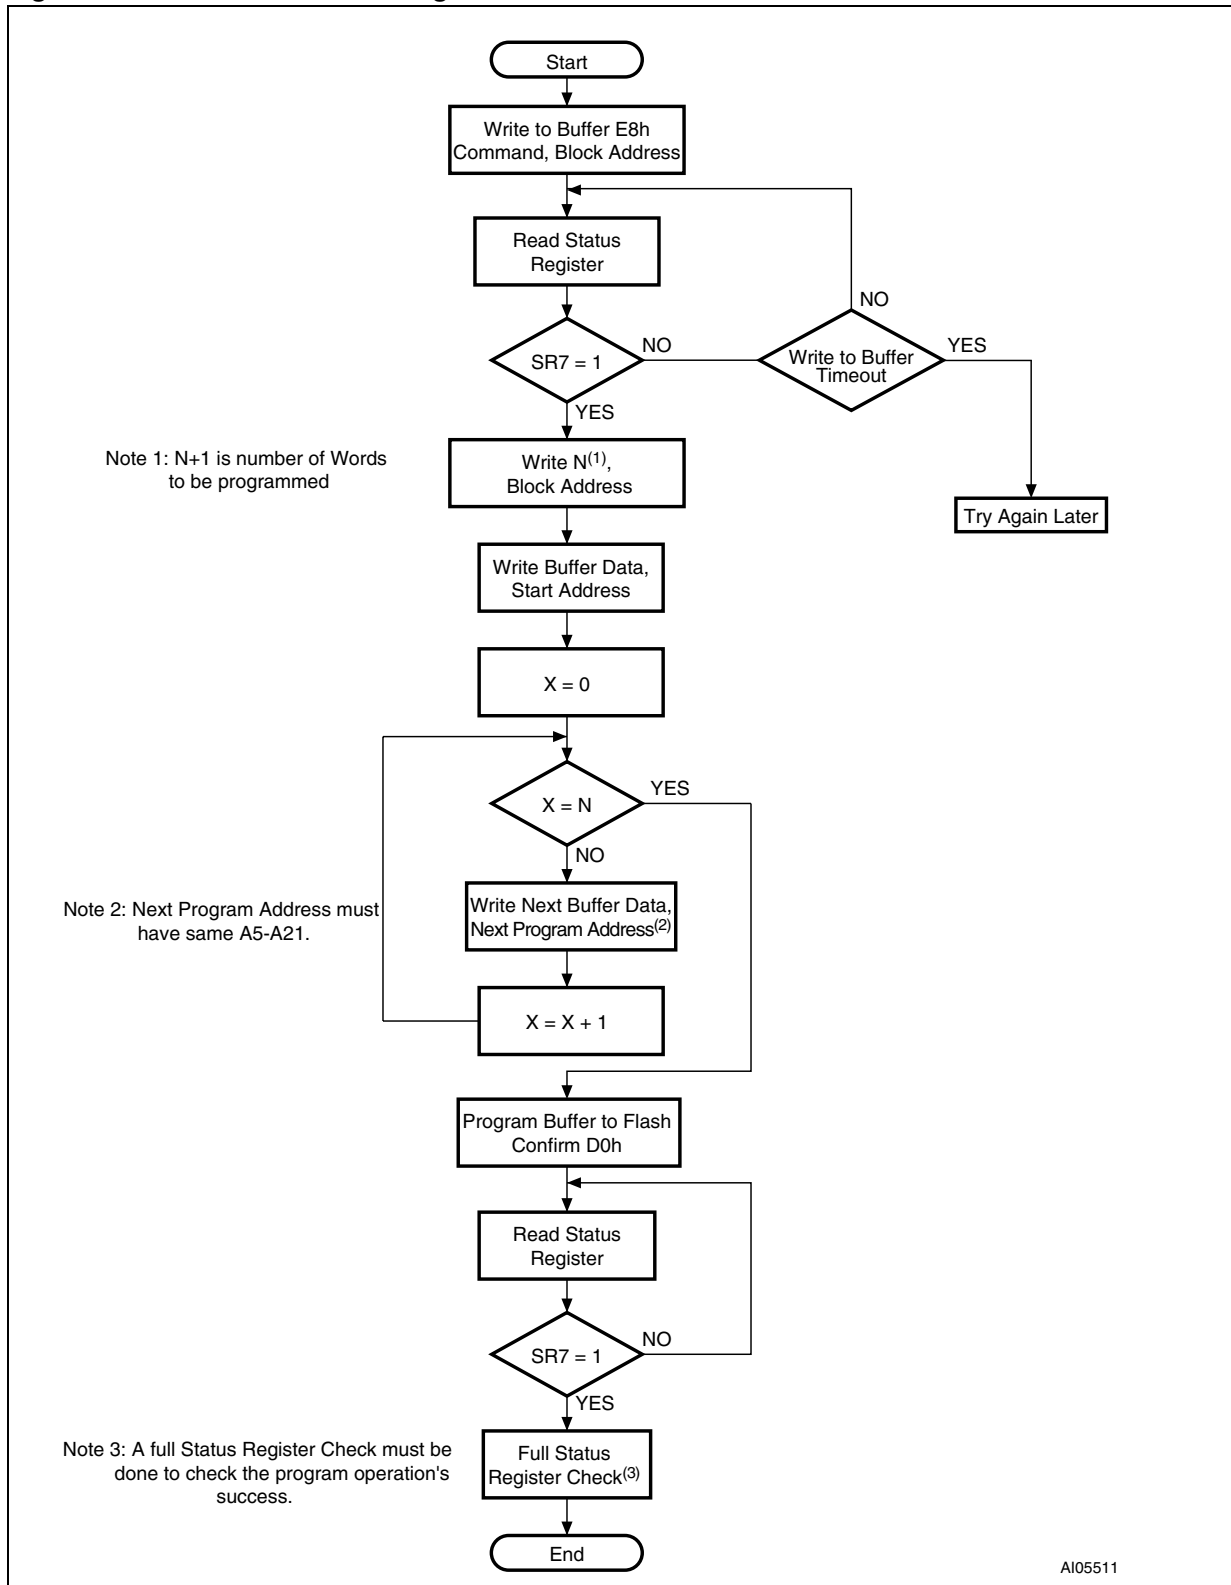 Start
Write to Buffer E8h
Command, Block Address
Read Status
Register
NO
SR7 = 1
NO
Write to Buffer
Timeout
YES
YES
Note 1: N+1 is number of Words
to be programmed
Write N(1),
Block Address
Try Again Later
Write Buffer Data,
Start Address
X = 0
X = N
YES
NO
Note 2: Next Program Address must
have same A5-A21.
Write Next Buffer Data,
Next Program Address(2)
X = X + 1
Program Buffer to Flash
Confirm D0h
Read Status
Register
SR7 = 1
NO
YES
Note 3: A full Status Register Check must be
done to check the program operation's
success.
Full Status
Register Check(3)
End
AI05511